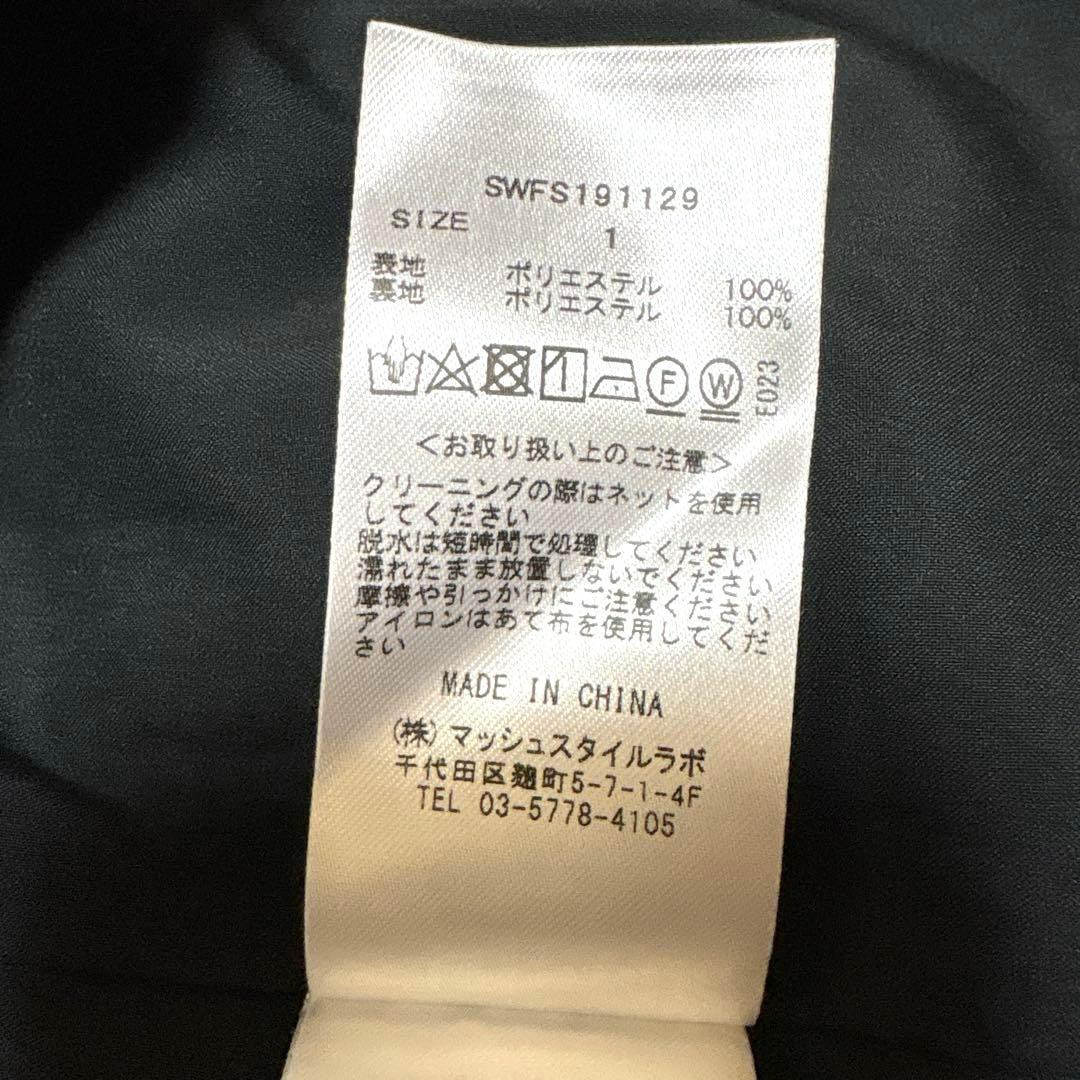 SWFS191129
SIZE 1
表地 ポリエステル 100%
裏地 ポリエステル 100%
F W E023
<お取り扱い上のご注意>
クリーニングの際はネットを使用
してください
脱水は短時間で処理してください
濡れたまま放置しないでください
摩擦や引っかけにご注意ください
アイロンはあて布を使用してくだ
さい
MADE IN CHINA
(株)マッシュスタイルラボ
千代田区麹町5-7-1-4F
TEL 03-5778-4105